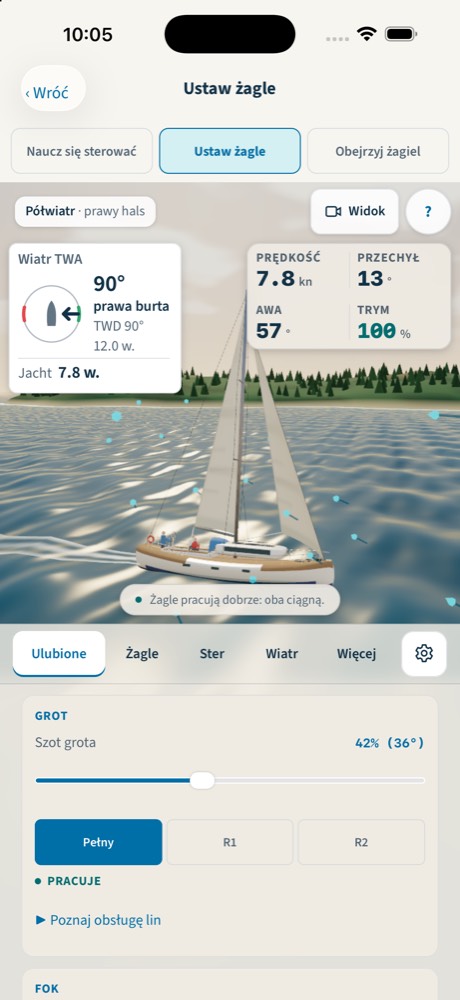 10:05
‹ Wróć
Ustaw żagle
Naucz się sterować
Ustaw żagle
Obejrzyj żagiel
Półwiatr · prawy hals
Widok
?
Wiatr TWA
90°
prawa burta
TWD 90°
12.0 w.
Jacht 7.8 w.
PRĘDKOŚĆ
7.8 kn
PRZECHYŁ
13 °
AWA
57 °
TRYM
100 %
Żagle pracują dobrze: oba ciągną.
Ulubione
Żagle
Ster
Wiatr
Więcej
GROT
Szot grota
42% (36°)
Pełny
R1
R2
PRACUJE
▶ Poznaj obsługę lin
FOK